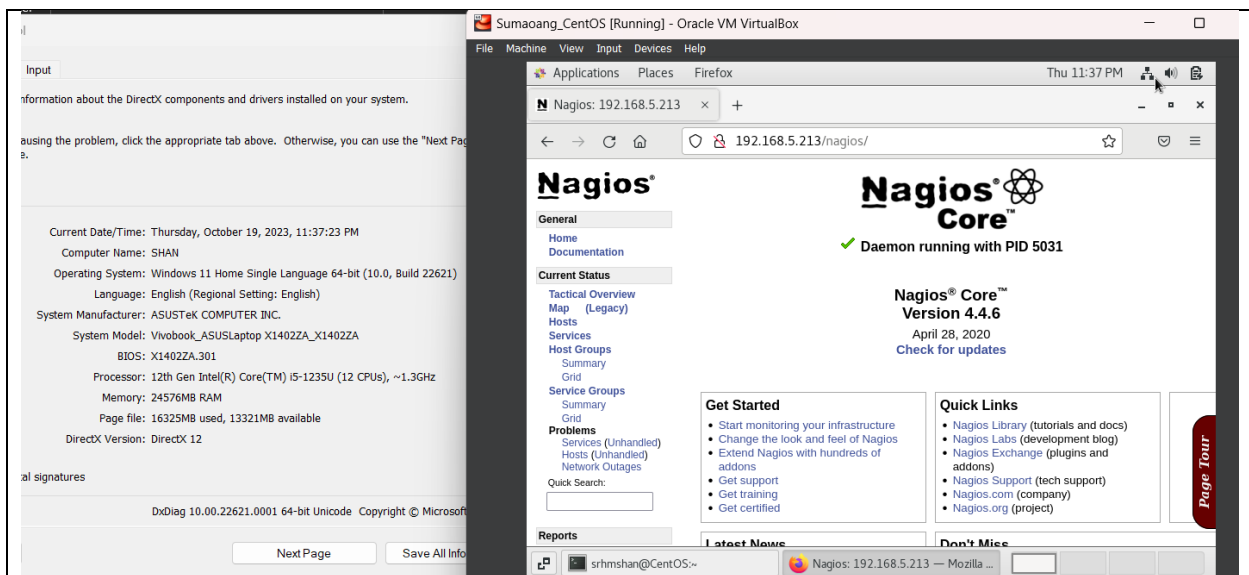 Input
nformation about the DirectX components and drivers installed on your system.
ausing the problem, click the appropriate tab above. Otherwise, you can use the "Next Pag
e.
Current Date/Time: Thursday, October 19, 2023, 11:37:23 PM
Computer Name: SHAN
Operating System: Windows 11 Home Single Language 64-bit (10.0, Build 22621)
Language: English (Regional Setting: English)
System Manufacturer: ASUSTeK COMPUTER INC.
System Model: Vivobook_ASUSLaptop X1402ZA_X1402ZA
BIOS: X1402ZA.301
Processor: 12th Gen Intel(R) Core(TM) i5-1235U (12 CPUs), ~1.3GHz
Memory: 24576MB RAM
Page file: 16325MB used, 13321MB available
DirectX Version: DirectX 12
al signatures
DxDiag 10.00.22621.0001 64-bit Unicode Copyright © Microsoft
Next Page Save All Info
Sumaoang_CentOS [Running] - Oracle VM VirtualBox
File Machine View Input Devices Help
Applications Places Firefox Thu 11:37 PM
N Nagios: 192.168.5.213
192.168.5.213/nagios/
Nagios®
General
Home
Documentation
Current Status
Tactical Overview
Map (Legacy)
Hosts
Services
Host Groups
Summary
Grid
Service Groups
Summary
Grid
Problems
Services (Unhandled)
Hosts (Unhandled)
Network Outages
Quick Search:
Reports
Nagios®
Core™
Daemon running with PID 5031
Nagios® Core™
Version 4.4.6
April 28, 2020
Check for updates
Get Started
• Start monitoring your infrastructure
• Change the look and feel of Nagios
• Extend Nagios with hundreds of
addons
• Get support
• Get training
• Get certified
Quick Links
• Nagios Library (tutorials and docs)
• Nagios Labs (development blog)
• Nagios Exchange (plugins and
addons)
• Nagios Support (tech support)
• Nagios.com (company)
• Nagios.org (project)
Page Tour
Latest News
Don't Miss
srhmshan@CentOS:~
Nagios: 192.168.5.213 — Mozilla ...